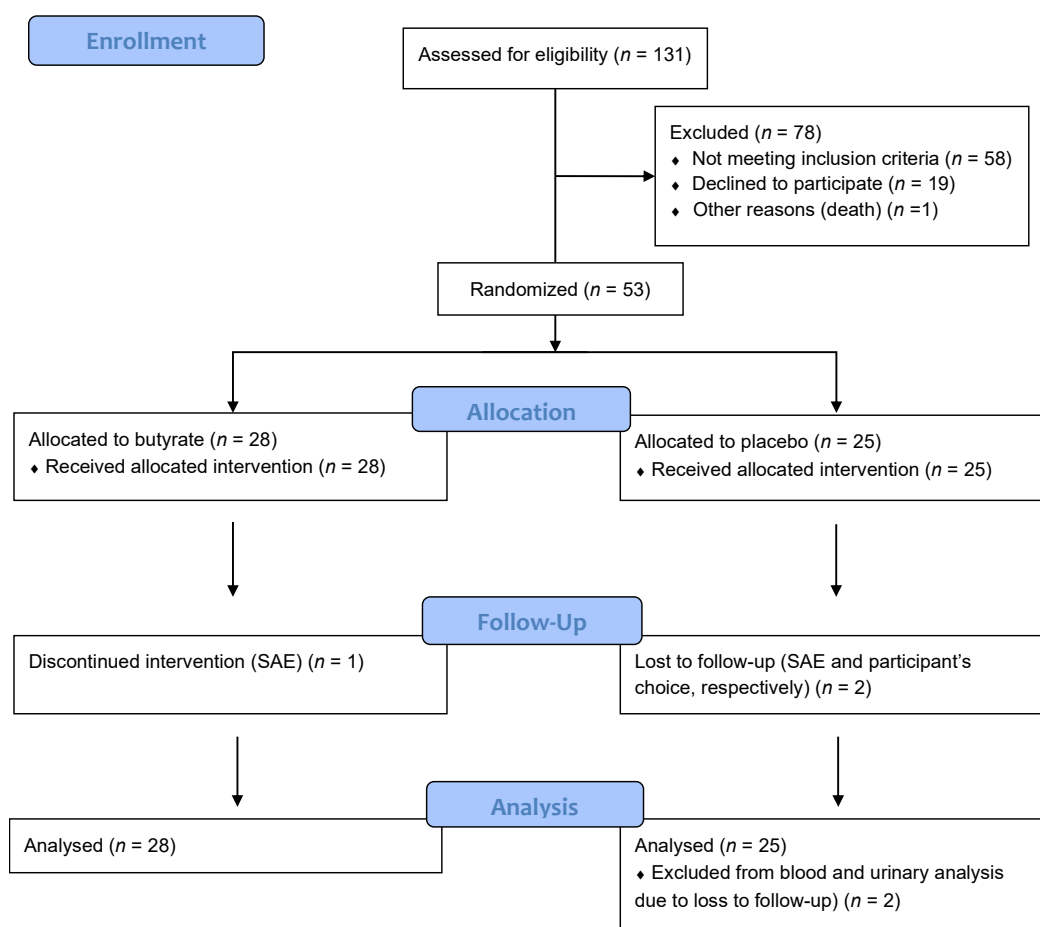 Enrollment
Assessed for eligibility (n = 131)
Excluded (n = 78)
♦ Not meeting inclusion criteria (n = 58)
♦ Declined to participate (n = 19)
♦ Other reasons (death) (n =1)
Randomized (n = 53)
Allocation
Allocated to butyrate (n = 28)
♦ Received allocated intervention (n = 28)
Allocated to placebo (n = 25)
♦ Received allocated intervention (n = 25)
Follow-Up
Discontinued intervention (SAE) (n = 1)
Lost to follow-up (SAE and participant’s
choice, respectively) (n = 2)
Analysis
Analysed (n = 28)
Analysed (n = 25)
♦ Excluded from blood and urinary analysis
due to loss to follow-up) (n = 2)